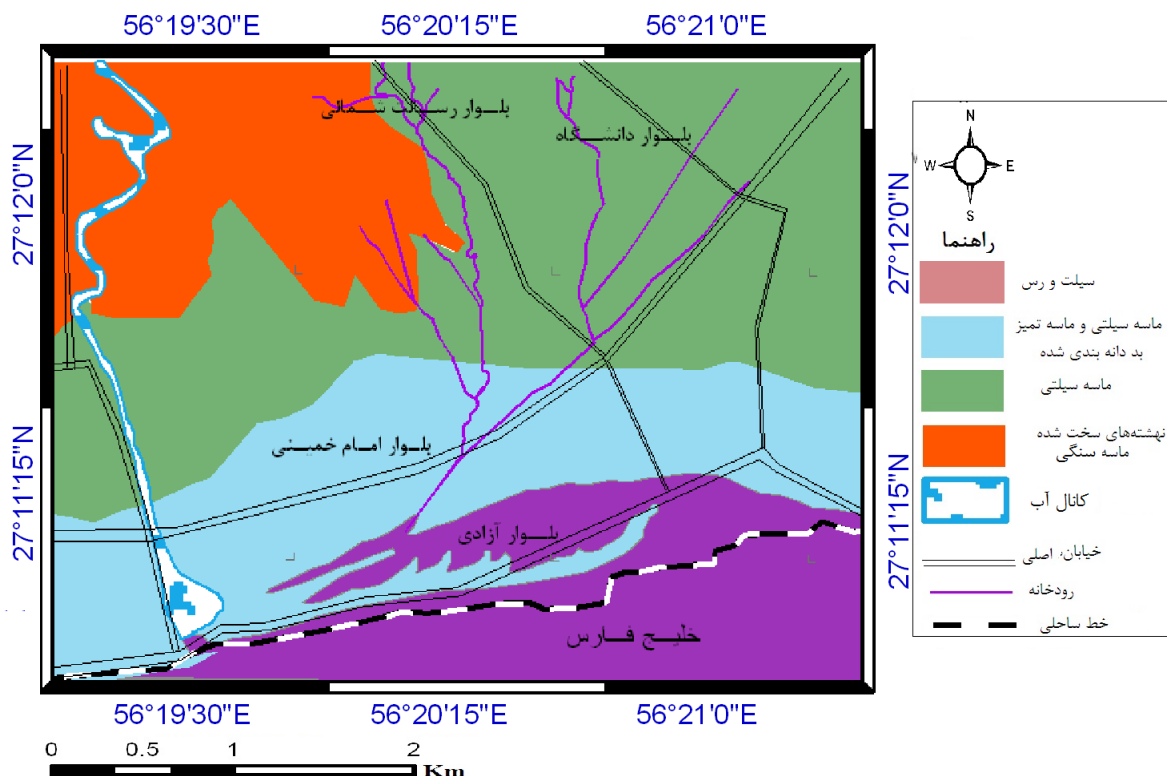 56°19'30"E 56°20'15"E 56°21'0"E
27°12'0"N
27°11'15"N
27°12'0"N
27°11'15"N
بلوار رسالت شمالی
بلوار دانشگاه
بلوار امام خمینی
بلوار آزادی
خلیج فارس
56°19'30"E 56°20'15"E 56°21'0"E
0 0.5 1 2
Km
N
W E
S
راهنما
سیلت و رس
ماسه سیلتی و ماسه تمیز
بد دانه بندی شده
ماسه سیلتی
نهشته‌های سخت شده
ماسه سنگی
کانال آب
خیابان اصلی
رودخانه
خط ساحلی